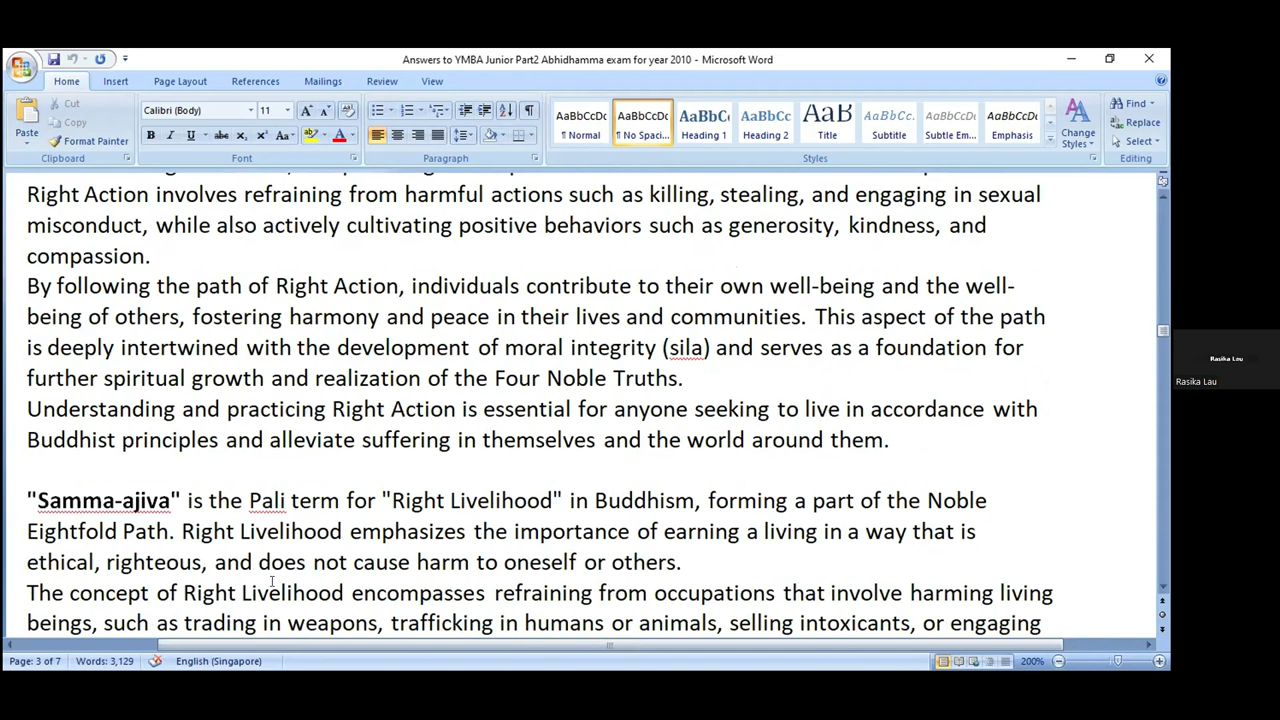 Answers to YMBA Junior Part2 Abhidhamma exam for year 2010 - Microsoft Word
Home Insert Page Layout References Mailings Review View
Paste
Cut
Copy
Format Painter
Clipboard
Calibri (Body) 11
Font
Paragraph
AaBbCcDc AaBbCcDc AaBbCc AaBbCc AaB AaBbCc. AaBbCcDc AaBbCcDc
¶ Normal ¶ No Spaci... Heading 1 Heading 2 Title Subtitle Subtle Em... Emphasis
Change Styles
Styles
Find
Replace
Select
Editing
Right Action involves refraining from harmful actions such as killing, stealing, and engaging in sexual
misconduct, while also actively cultivating positive behaviors such as generosity, kindness, and
compassion.
By following the path of Right Action, individuals contribute to their own well-being and the well-
being of others, fostering harmony and peace in their lives and communities. This aspect of the path
is deeply intertwined with the development of moral integrity (sila) and serves as a foundation for
further spiritual growth and realization of the Four Noble Truths.
Understanding and practicing Right Action is essential for anyone seeking to live in accordance with
Buddhist principles and alleviate suffering in themselves and the world around them.
"Samma-ajiva" is the Pali term for "Right Livelihood" in Buddhism, forming a part of the Noble
Eightfold Path. Right Livelihood emphasizes the importance of earning a living in a way that is
ethical, righteous, and does not cause harm to oneself or others.
The concept of Right Livelihood encompasses refraining from occupations that involve harming living
beings, such as trading in weapons, trafficking in humans or animals, selling intoxicants, or engaging
Page: 3 of 7 Words: 3,129 English (Singapore) 200%
Rasika Lau
Rasika Lau